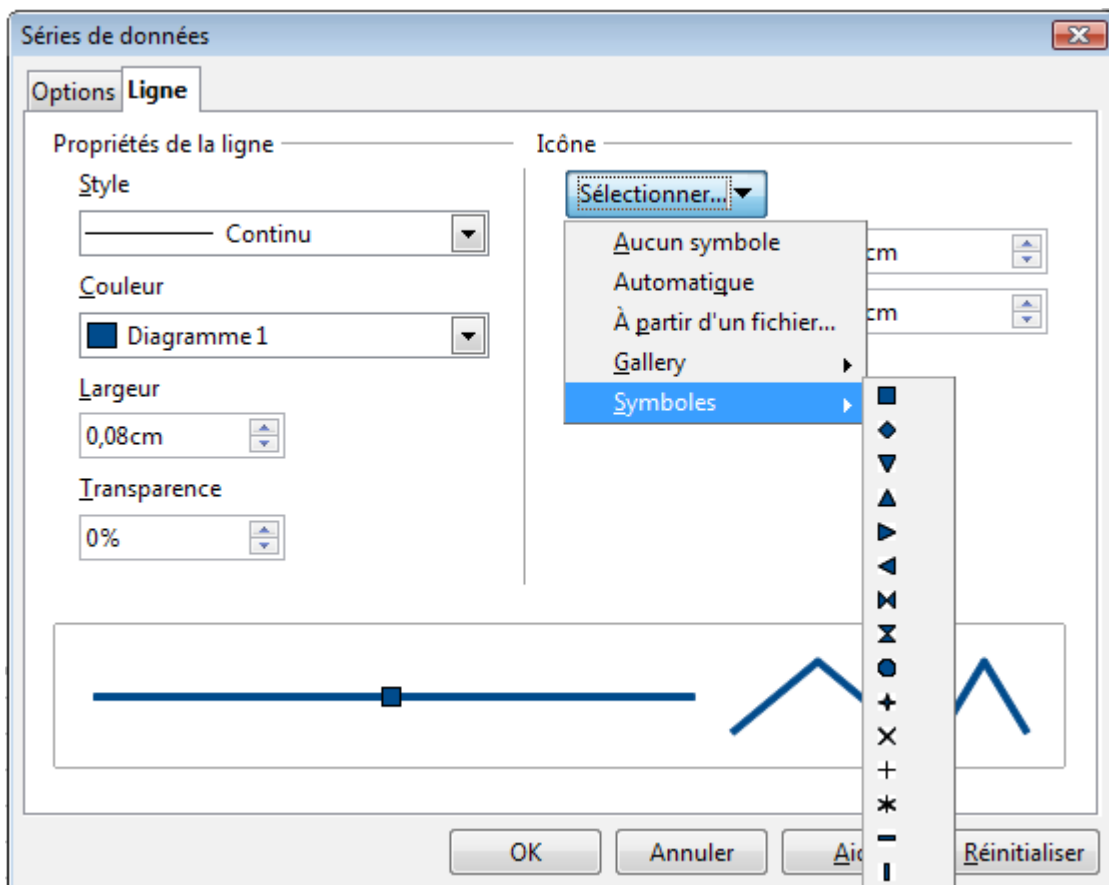 Séries de données
Options Ligne
Propriétés de la ligne
Style
Continu
Couleur
Diagramme 1
Largeur
0,08cm
Transparence
0%
Icône
Sélectionner...
Aucun symbole
Automatique
À partir d'un fichier...
Gallery
Symboles
cm
cm
OK Annuler Réinitialiser